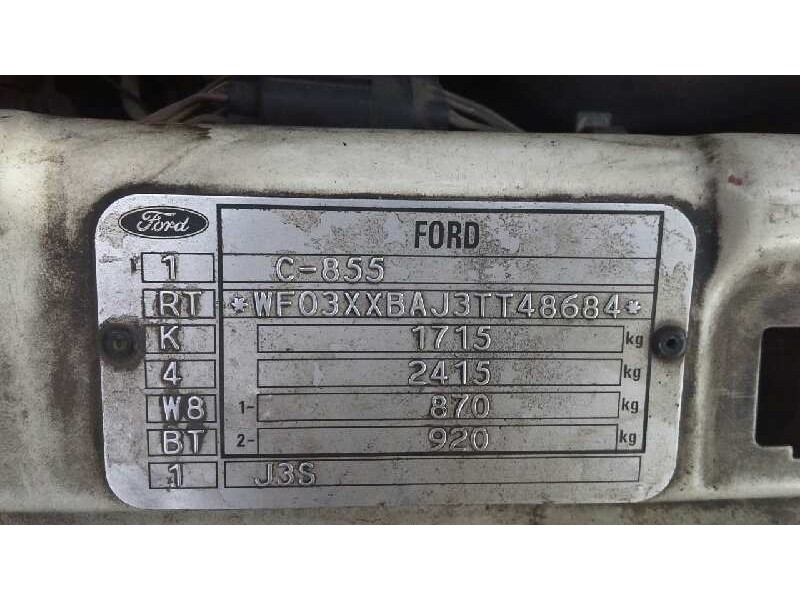 Ford
FORD
1 C-855
RT *WF03XXBAJ3TT48684*
K 1715 kg
4 2415 kg
W8 1- 870 kg
BT 2- 920 kg
1 J3S